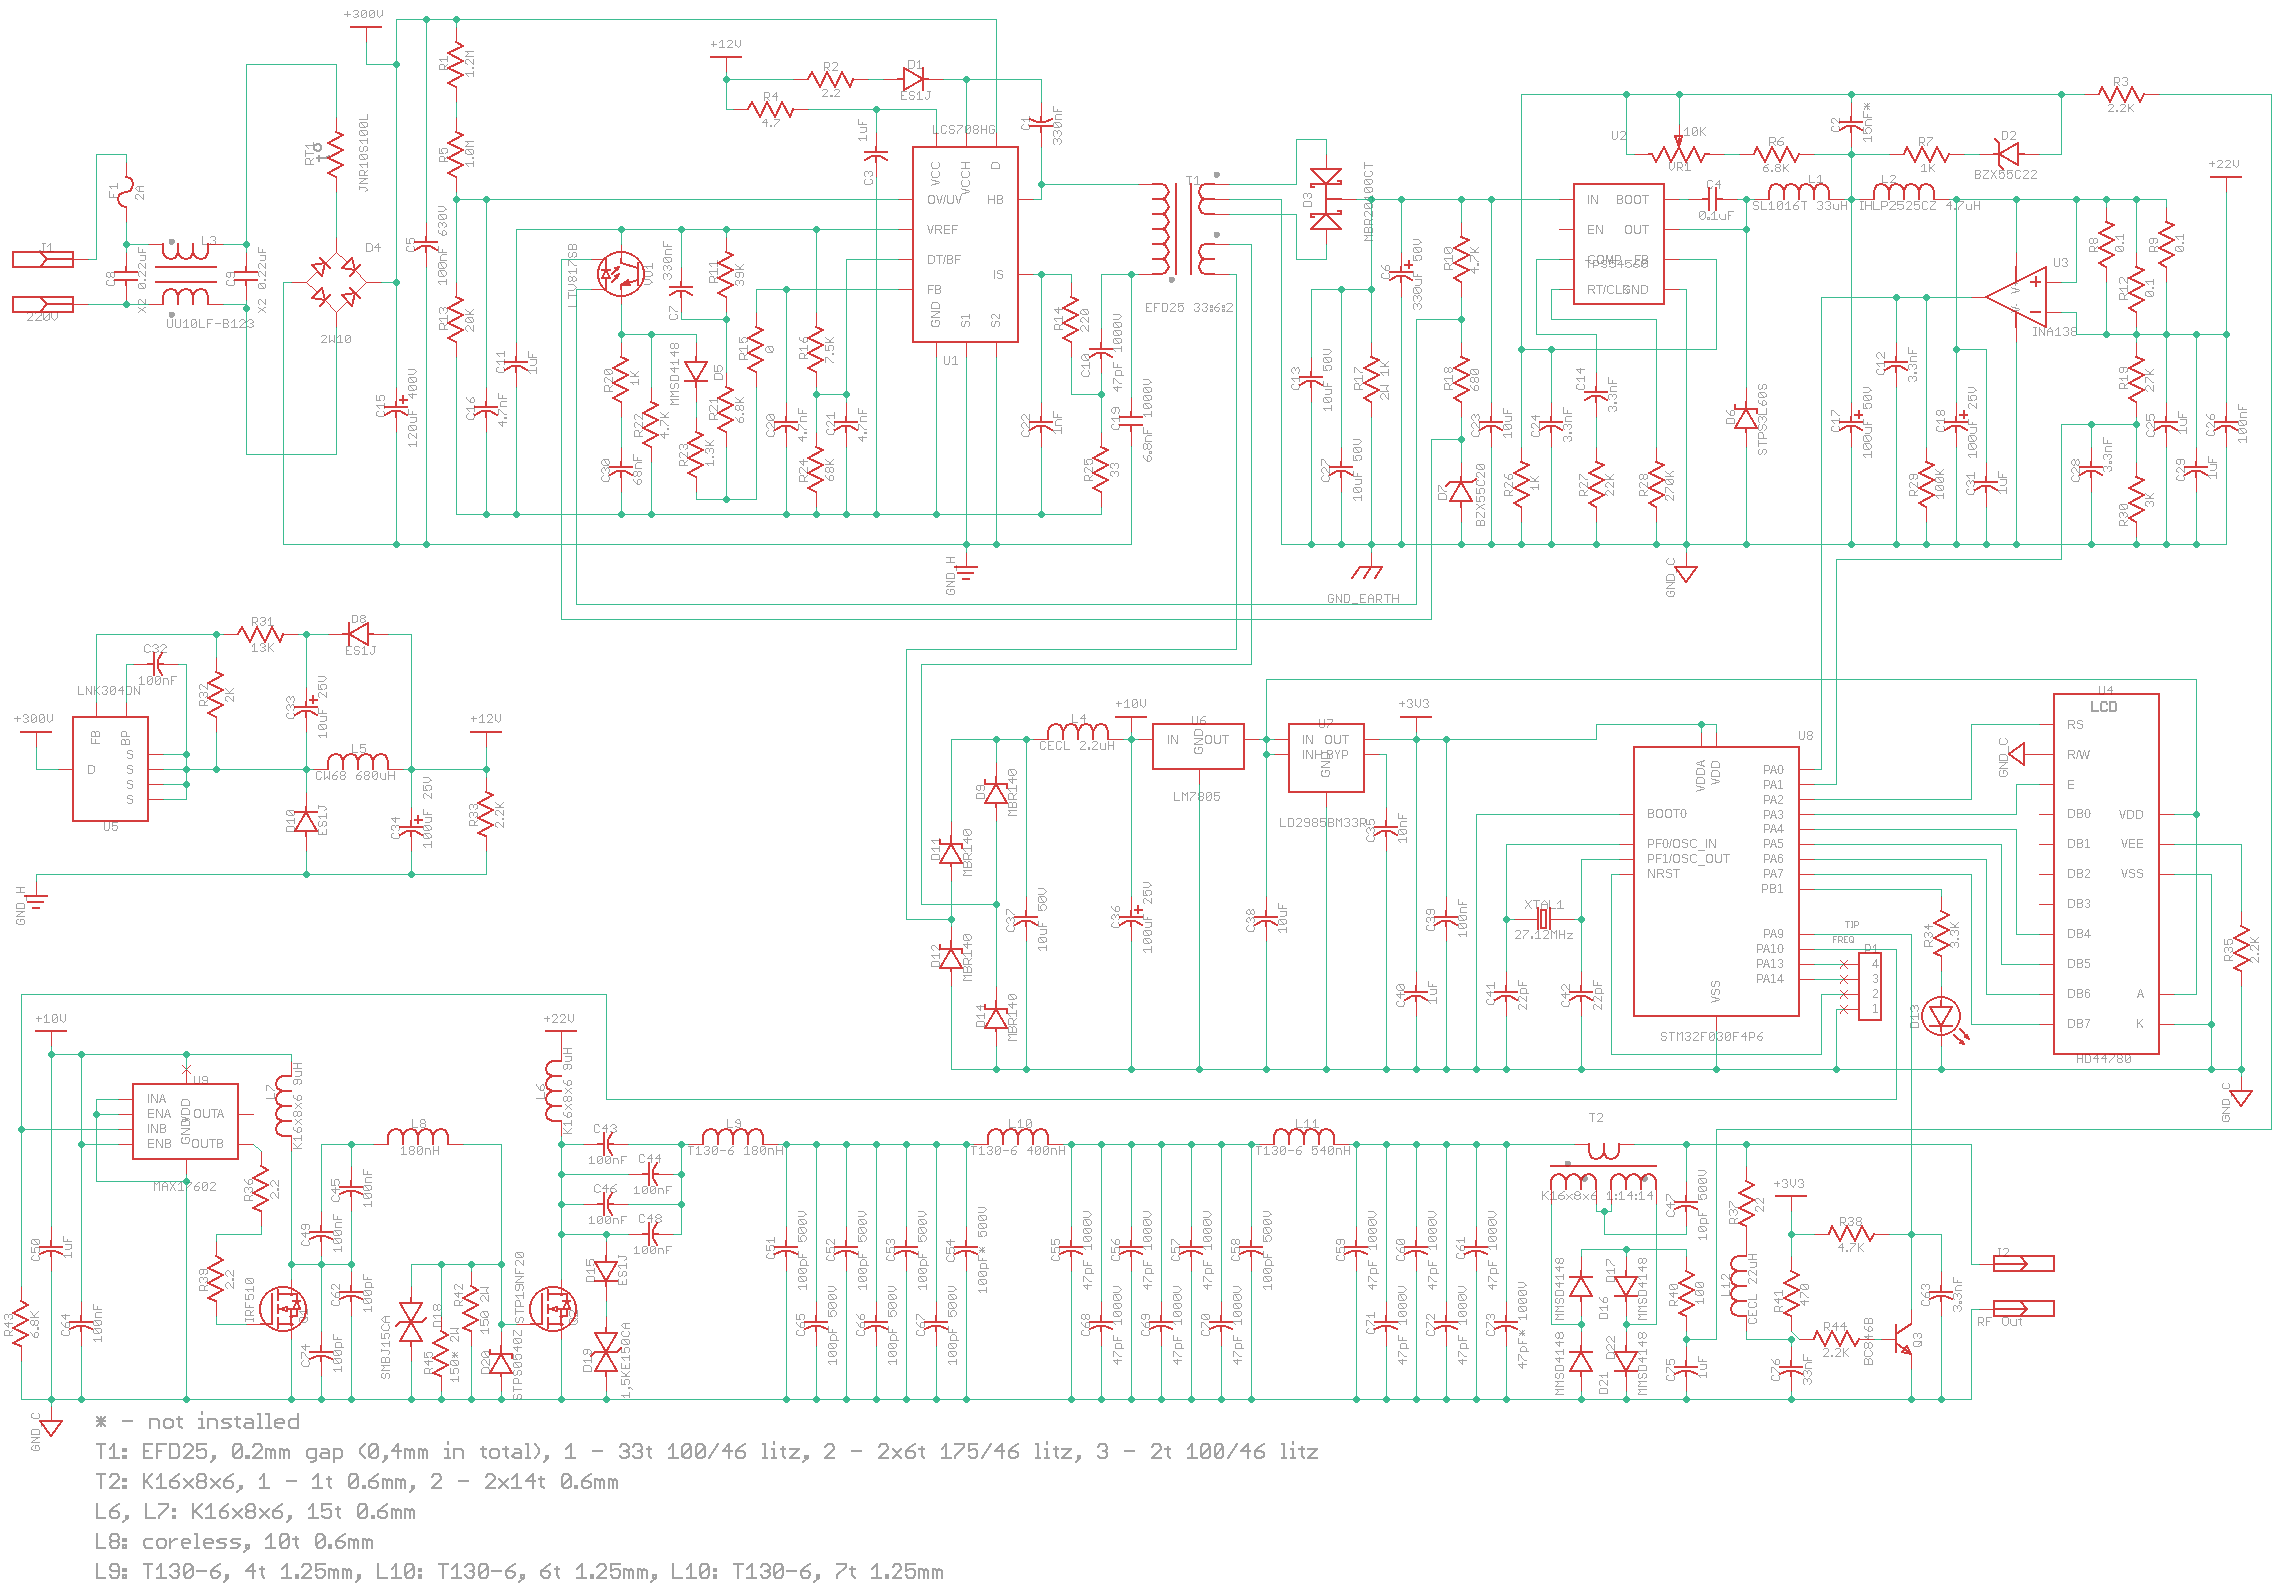 +300V
+12V
R1
1.2M
R2
2.2
D1
ES1J
R4
4.7
1uF
C3
LCS708HG
C1
330nF
R3
2.2K
C2
15nF*
U2
10K
VR1
R6
6.8K
R7
1K
D2
BZX55C22
+22V
RT1
t0
JNR10S100L
R5
1.0M
F1
2A
VCC
VCCH
D
OV/UV
HB
VREF
DT/BF
IS
FB
GND
S1
S2
U1
T1
EFD25 33:6:2
D3
MBR20100CT
IN
BOOT
EN
OUT
COMP
FB
RT/CLK
GND
TPS54560
C4
0.1uF
L1
SL1016T 33uH
L2
IHLP2525CZ 4.7uH
R8
0.1
R9
0.1
J1
220V
C8
X2 0.22uF
L3
UU10LF-B123
C9
X2 0.22uF
D4
2W10
C5
100nF 630V
LTV817SB
VO1
330nF
C7
R11
39K
C6
330uF 50V
R10
4.7K
U3
V+
V-
INA138
R12
0.1
R13
20K
C11
1uF
R20
1K
R22
4.7K
MMSD4148
D5
R21
6.8K
R15
0
R16
7.5K
R14
220
C10
47pF 1000V
C13
10uF 50V
R17
2W 1K
R18
680
C14
3.3nF
C12
3.3nF
R19
27K
C15
120uF 400V
C16
4.7nF
R23
1.3K
C20
4.7nF
C21
4.7nF
C22
1nF
C19
6.8nF 1000V
C23
10uF
C24
3.3nF
D6
STPS3L60S
C17
100uF 50V
C18
100uF 25V
C25
1uF
C26
100nF
C30
68nF
R24
68K
R25
33
C27
10uF 50V
D7
BZX55C20
R26
1K
R27
22K
R28
270K
R29
100K
C31
1uF
C28
3.3nF
R30
3K
C29
1uF
GND_H
GND_EARTH
GND_C
R31
13K
D8
ES1J
C32
100nF
LNK304DN
R32
2K
C33
10uF 25V
+300V
+12V
FB
BP
S
D
S
S
S
U5
L5
CW68 680uH
D10
ES1J
C34
100uF 25V
R33
2.2K
GND_H
+10V
+3V3
L4
CECL 2.2uH
U6
IN
GND
OUT
LM7805
U7
IN
OUT
INH
BYP
GND
LD2985BM33R
D9
MBR140
D11
MBR140
D12
MBR140
D14
MBR140
C37
10uF 50V
C36
100uF 25V
C38
10uF
C35
10nF
C39
100nF
C40
1uF
C41
22pF
C42
22pF
XTAL1
27.12MHz
U8
VDDA
VDD
BOOT0
PF0/OSC_IN
PF1/OSC_OUT
NRST
VSS
PA0
PA1
PA2
PA3
PA4
PA5
PA6
PA7
PB1
PA9
PA10
PA13
PA14
STM32F030F4P6
TJP
FREQ
P1
4
3
2
1
R34
3.3K
D13
U4
LCD
RS
R/W
E
DB0
DB1
DB2
DB3
DB4
DB5
DB6
DB7
VDD
VEE
VSS
A
K
HD44780
R35
2.2K
GND_C
GND_C
+10V
U9
INA
ENA
INB
ENB
VDD
GND
OUTA
OUTB
MAX17602
L7
K16x8x6 9uH
L8
180nH
+22V
L6
K16x8x6 9uH
C43
100nF
C44
100nF
C46
100nF
C48
100nF
L9
T130-6 180nH
L10
T130-6 400nH
L11
T130-6 540nH
T2
K16x8x6 1:14:14
R36
2.2
C45
100nF
C49
100nF
C50
1uF
R39
2.2
IRF510
Q1
C62
100pF
C74
100pF
R43
6.8K
C64
100nF
SMBJ15CA
D18
R42
150 2W
R45
150* 2W
D20
STPS0540Z
STP19NF20
D15
ES1J
D19
1,5KE150CA
C51
100pF 500V
C52
100pF 500V
C53
100pF 500V
C54
100pF* 500V
C65
100pF 500V
C66
100pF 500V
C67
100pF 500V
C55
47pF 1000V
C56
47pF 1000V
C57
47pF 1000V
C58
100pF 500V
C68
47pF 1000V
C69
47pF 1000V
C70
47pF 1000V
C59
47pF 1000V
C60
47pF 1000V
C61
47pF 1000V
C71
47pF 1000V
C72
47pF 1000V
C73
47pF* 1000V
C47
10pF 500V
MMSD4148
D16
D17
MMSD4148
MMSD4148
D21
D22
MMSD4148
R40
100
C75
1uF
R37
22
L12
CECL 22uH
+3V3
R38
4.7K
R41
470
R44
2.2K
C76
33nF
BC846B
Q3
C63
3.3nF
J2
RF Out
GND_C
* - not installed
T1: EFD25, 0.2mm gap (0,4mm in total), 1 - 33t 100/46 litz, 2 - 2x6t 175/46 litz, 3 - 2t 100/46 litz
T2: K16x8x6, 1 - 1t 0.6mm, 2 - 2x14t 0.6mm
L6, L7: K16x8x6, 15t 0.6mm
L8: coreless, 10t 0.6mm
L9: T130-6, 4t 1.25mm, L10: T130-6, 6t 1.25mm, L10: T130-6, 7t 1.25mm